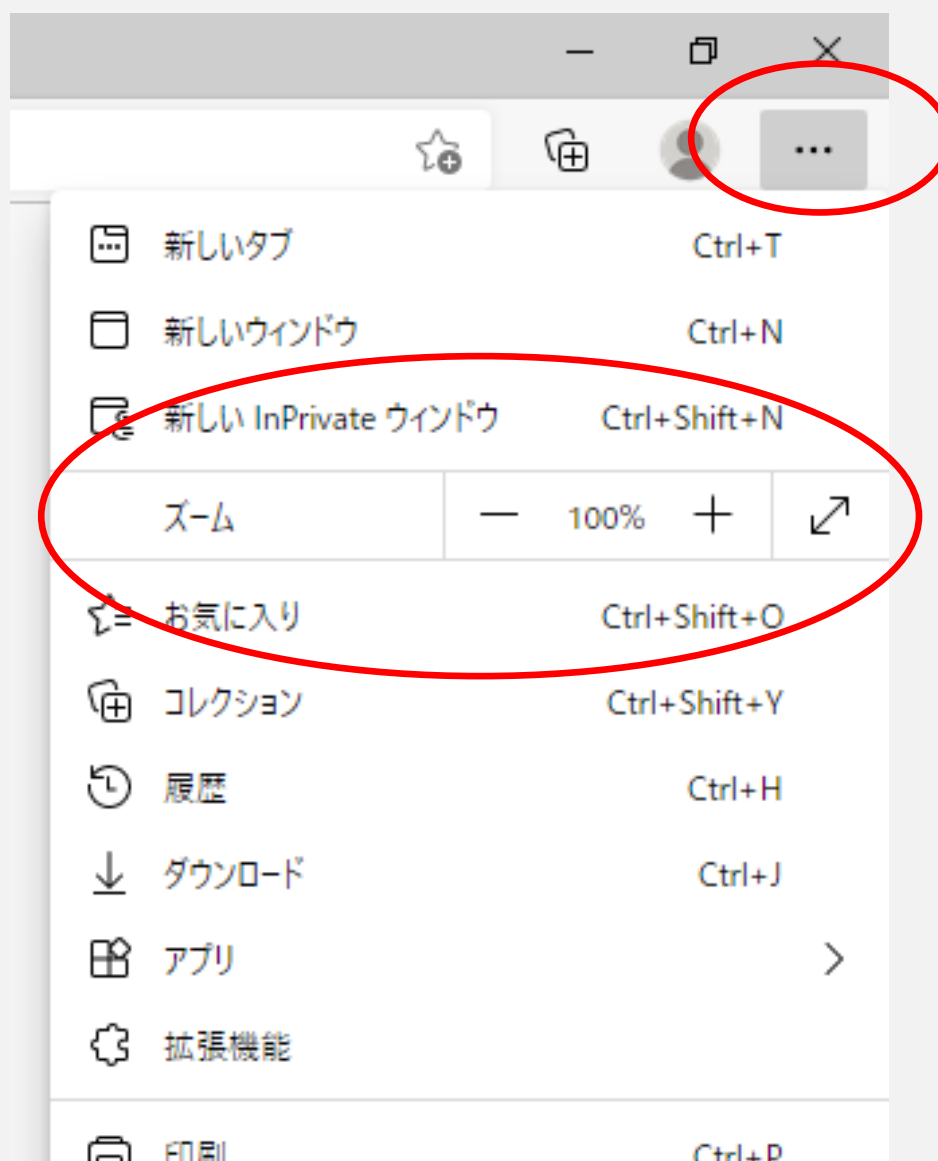 新しいタブ Ctrl+T
新しいウィンドウ Ctrl+N
新しい InPrivate ウィンドウ Ctrl+Shift+N
ズーム 100%
お気に入り Ctrl+Shift+O
コレクション Ctrl+Shift+Y
履歴 Ctrl+H
ダウンロード Ctrl+J
アプリ
拡張機能
印刷 Ctrl+P